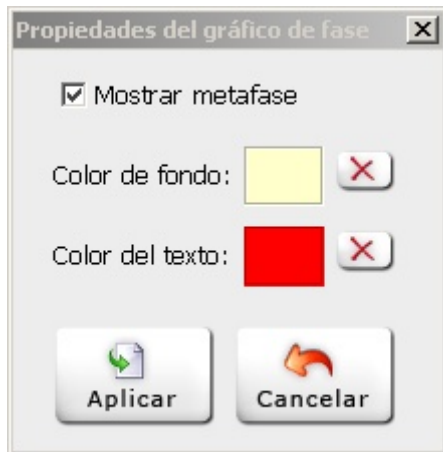 Propiedades del gráfico de fase
Mostrar metafase
Color de fondo:
Color del texto:
Aplicar
Cancelar